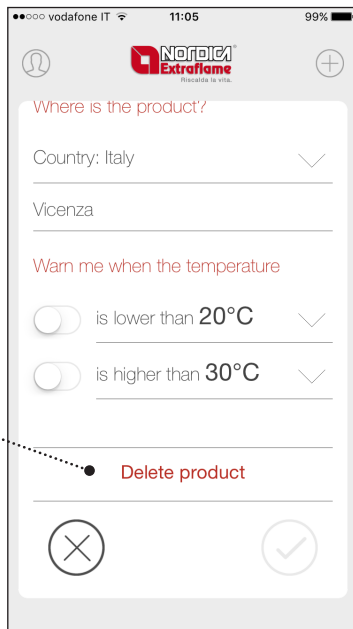 vodafone IT 11:05 99%
NORDICA®
Extraflame
Riscalda la vita.
Where is the product?
Country: Italy
Vicenza
Warn me when the temperature
is lower than 20°C
is higher than 30°C
Delete product